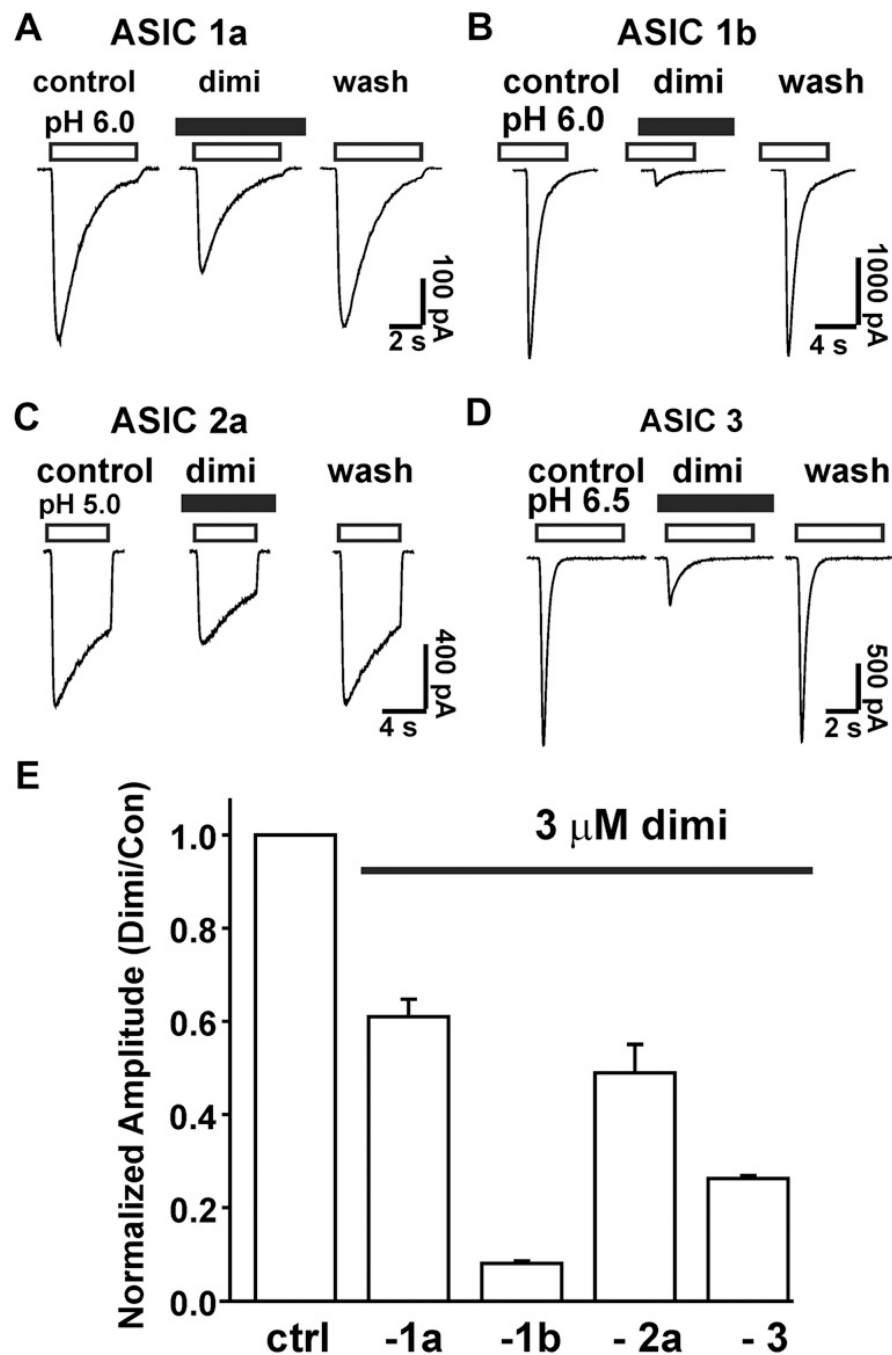 A
ASIC 1a
control dimi wash
pH 6.0
100 pA
2 s
B
ASIC 1b
control dimi wash
pH 6.0
1000 pA
4 s
C
ASIC 2a
control dimi wash
pH 5.0
400 pA
4 s
D
ASIC 3
control dimi wash
pH 6.5
500 pA
2 s
E
3 μM dimi
Normalized Amplitude (Dimi/Con)
1.0
0.8
0.6
0.4
0.2
0.0
ctrl -1a -1b - 2a - 3